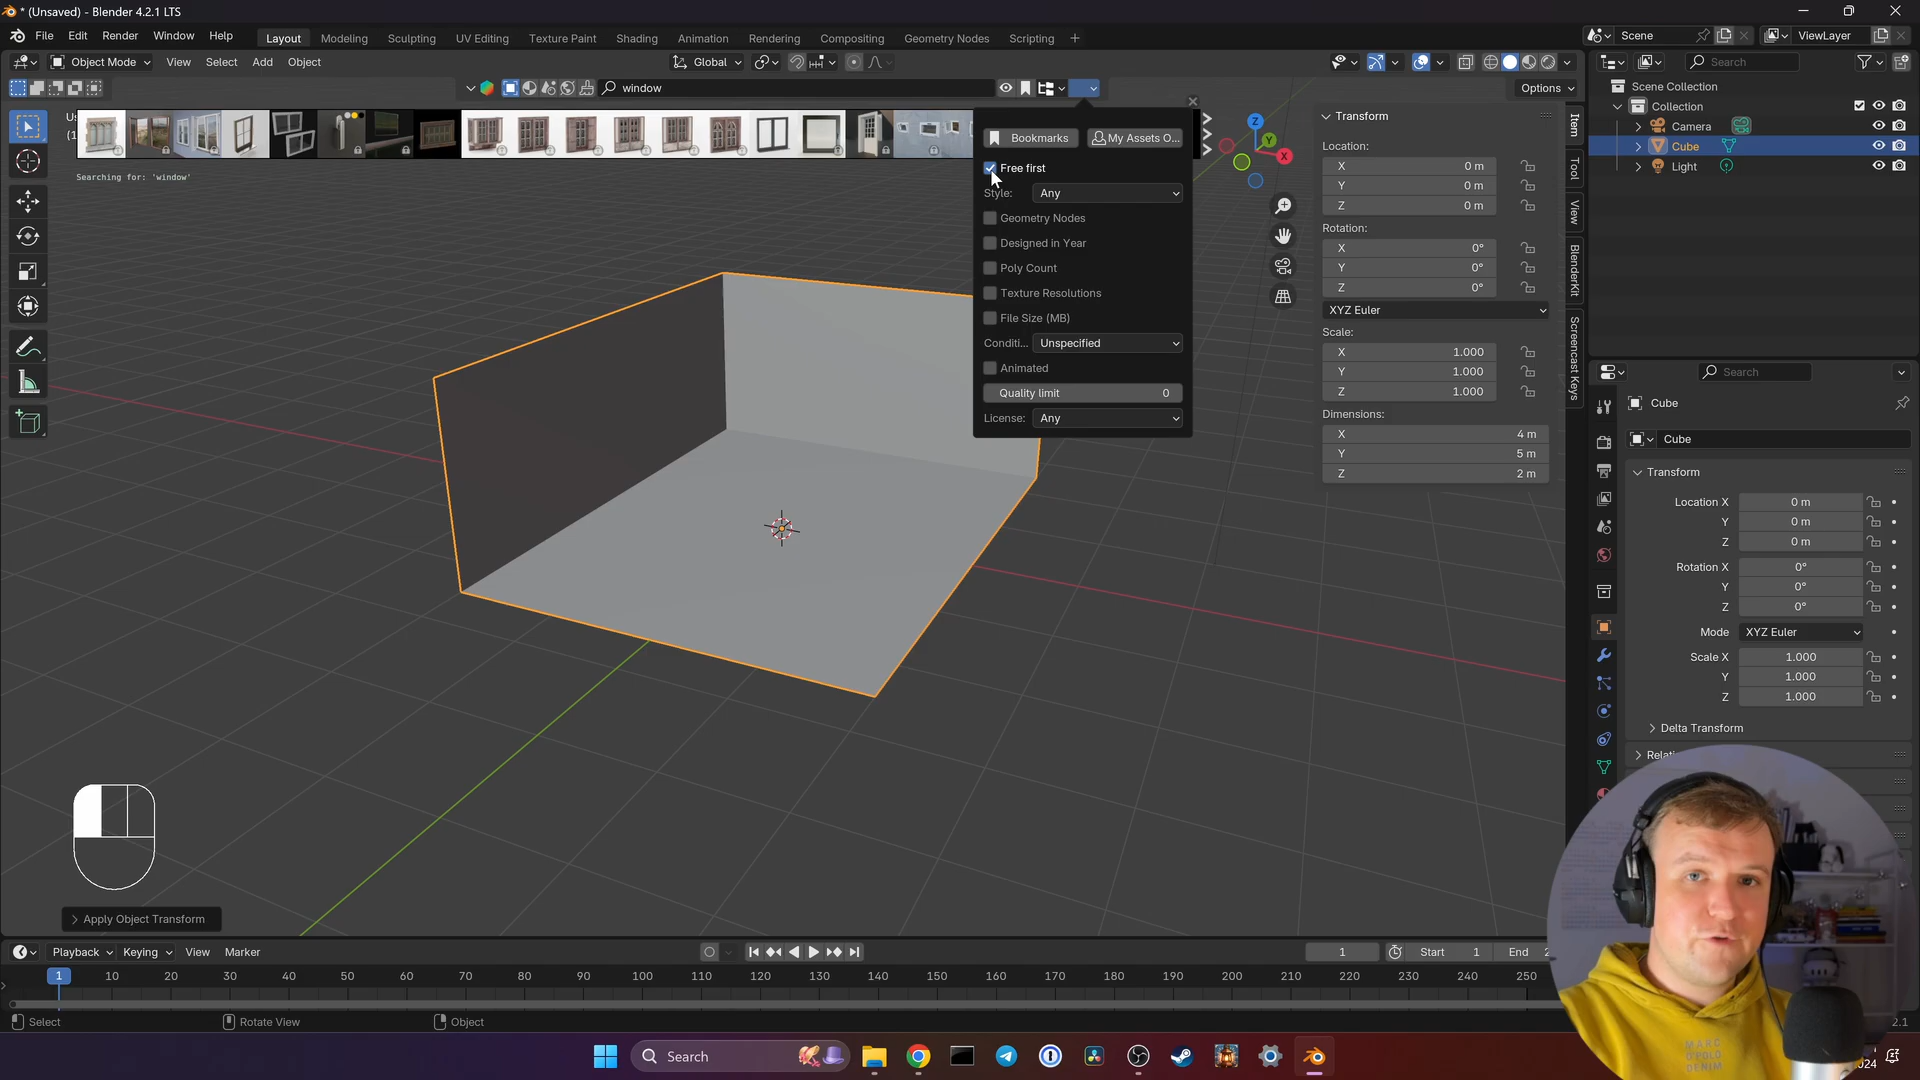 * (Unsaved) - Blender 4.2.1 LTS
File Edit Render Window Help
Layout Modeling Sculpting UV Editing Texture Paint Shading Animation Rendering Compositing Geometry Nodes Scripting +
Scene
ViewLayer
Object Mode View Select Add Object
Global
Search
window
Options
Searching for: 'window'
Bookmarks
My Assets O...
Free first
Style: Any
Geometry Nodes
Designed in Year
Poly Count
Texture Resolutions
File Size (MB)
Conditi... Unspecified
Animated
Quality limit 0
License: Any
Z
Y
X
Transform
Location:
X 0 m
Y 0 m
Z 0 m
Rotation:
X 0°
Y 0°
Z 0°
XYZ Euler
Scale:
X 1.000
Y 1.000
Z 1.000
Dimensions:
X 4 m
Y 5 m
Z 2 m
Item
Tool
View
BlenderKit
Screencast Keys
Scene Collection
Collection
Camera
Cube
Light
Search
Cube
Cube
Transform
Location X 0 m
Y 0 m
Z 0 m
Rotation X 0°
Y 0°
Z 0°
Mode XYZ Euler
Scale X 1.000
Y 1.000
Z 1.000
Delta Transform
Apply Object Transform
Playback Keying View Marker
1
Start 1
End
1 10 20 30 40 50 60 70 80 90 100 110 120 130 140 150 160 170 180 190 200 210 220 230 240 250
Select
Rotate View
Object
2.1
Search
MARC
O'POLO
DENIM